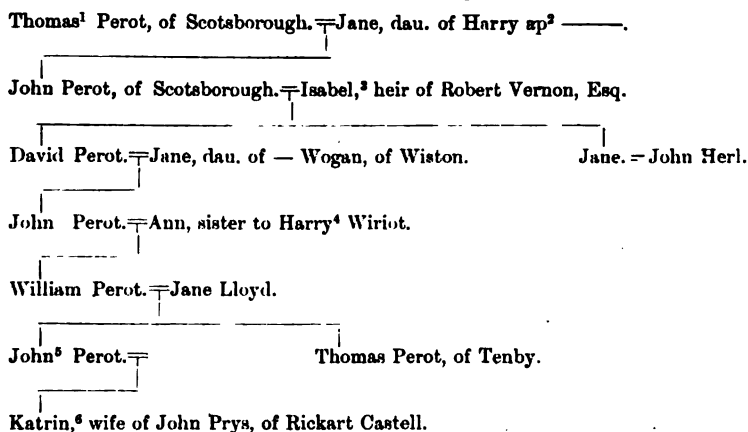 Thomas¹ Perot, of Scotsborough.=Jane, dau. of Harry ap² ———.
John Perot, of Scotsborough.=Isabel,³ heir of Robert Vernon, Esq.
David Perot.=Jane, dau. of — Wogan, of Wiston. Jane.=John Herl.
John Perot.=Ann, sister to Harry⁴ Wiriot.
William Perot.=Jane Lloyd.
John⁵ Perot.= Thomas Perot, of Tenby.
Katrin,⁶ wife of John Prys, of Rickart Castell.